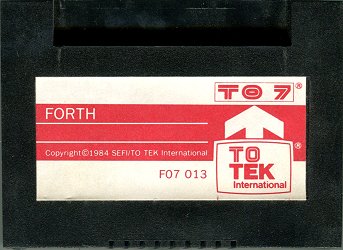 TO 7®
FORTH
Copyright©1984 SEFI/TO TEK International
F07 013
TO
TEK®
International